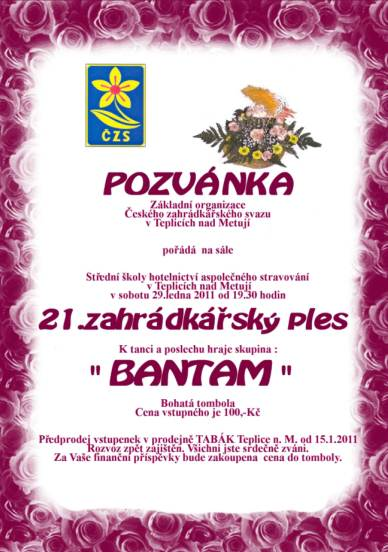 ČZS
POZVÁNKA
Základní organizace
Českého zahrádkářského svazu
v Teplicích nad Metují
pořádá na sále
Střední školy hotelnictví aspolečného stravování
v Teplicích nad Metují
v sobotu 29.ledna 2011 od 19.30 hodin
21.zahrádkářský ples
K tanci a poslechu hraje skupina :
" BANTAM "
Bohatá tombola
Cena vstupného je 100,-Kč
Předprodej vstupenek v prodejně TABÁK Teplice n. M. od 15.1.2011
Rozvoz zpět zajištěn. Všichni jste srdečně zváni.
Za Vaše finanční příspěvky bude zakoupena cena do tomboly.